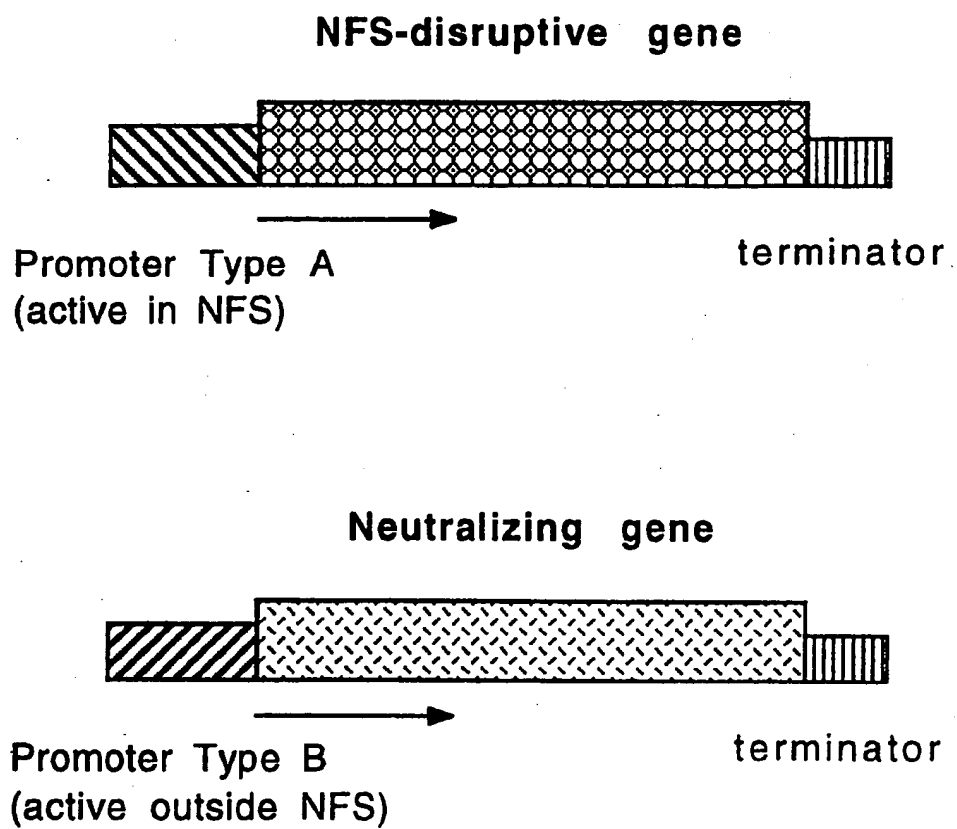 NFS-disruptive gene
Promoter Type A
(active in NFS)
terminator
Neutralizing gene
Promoter Type B
(active outside NFS)
terminator